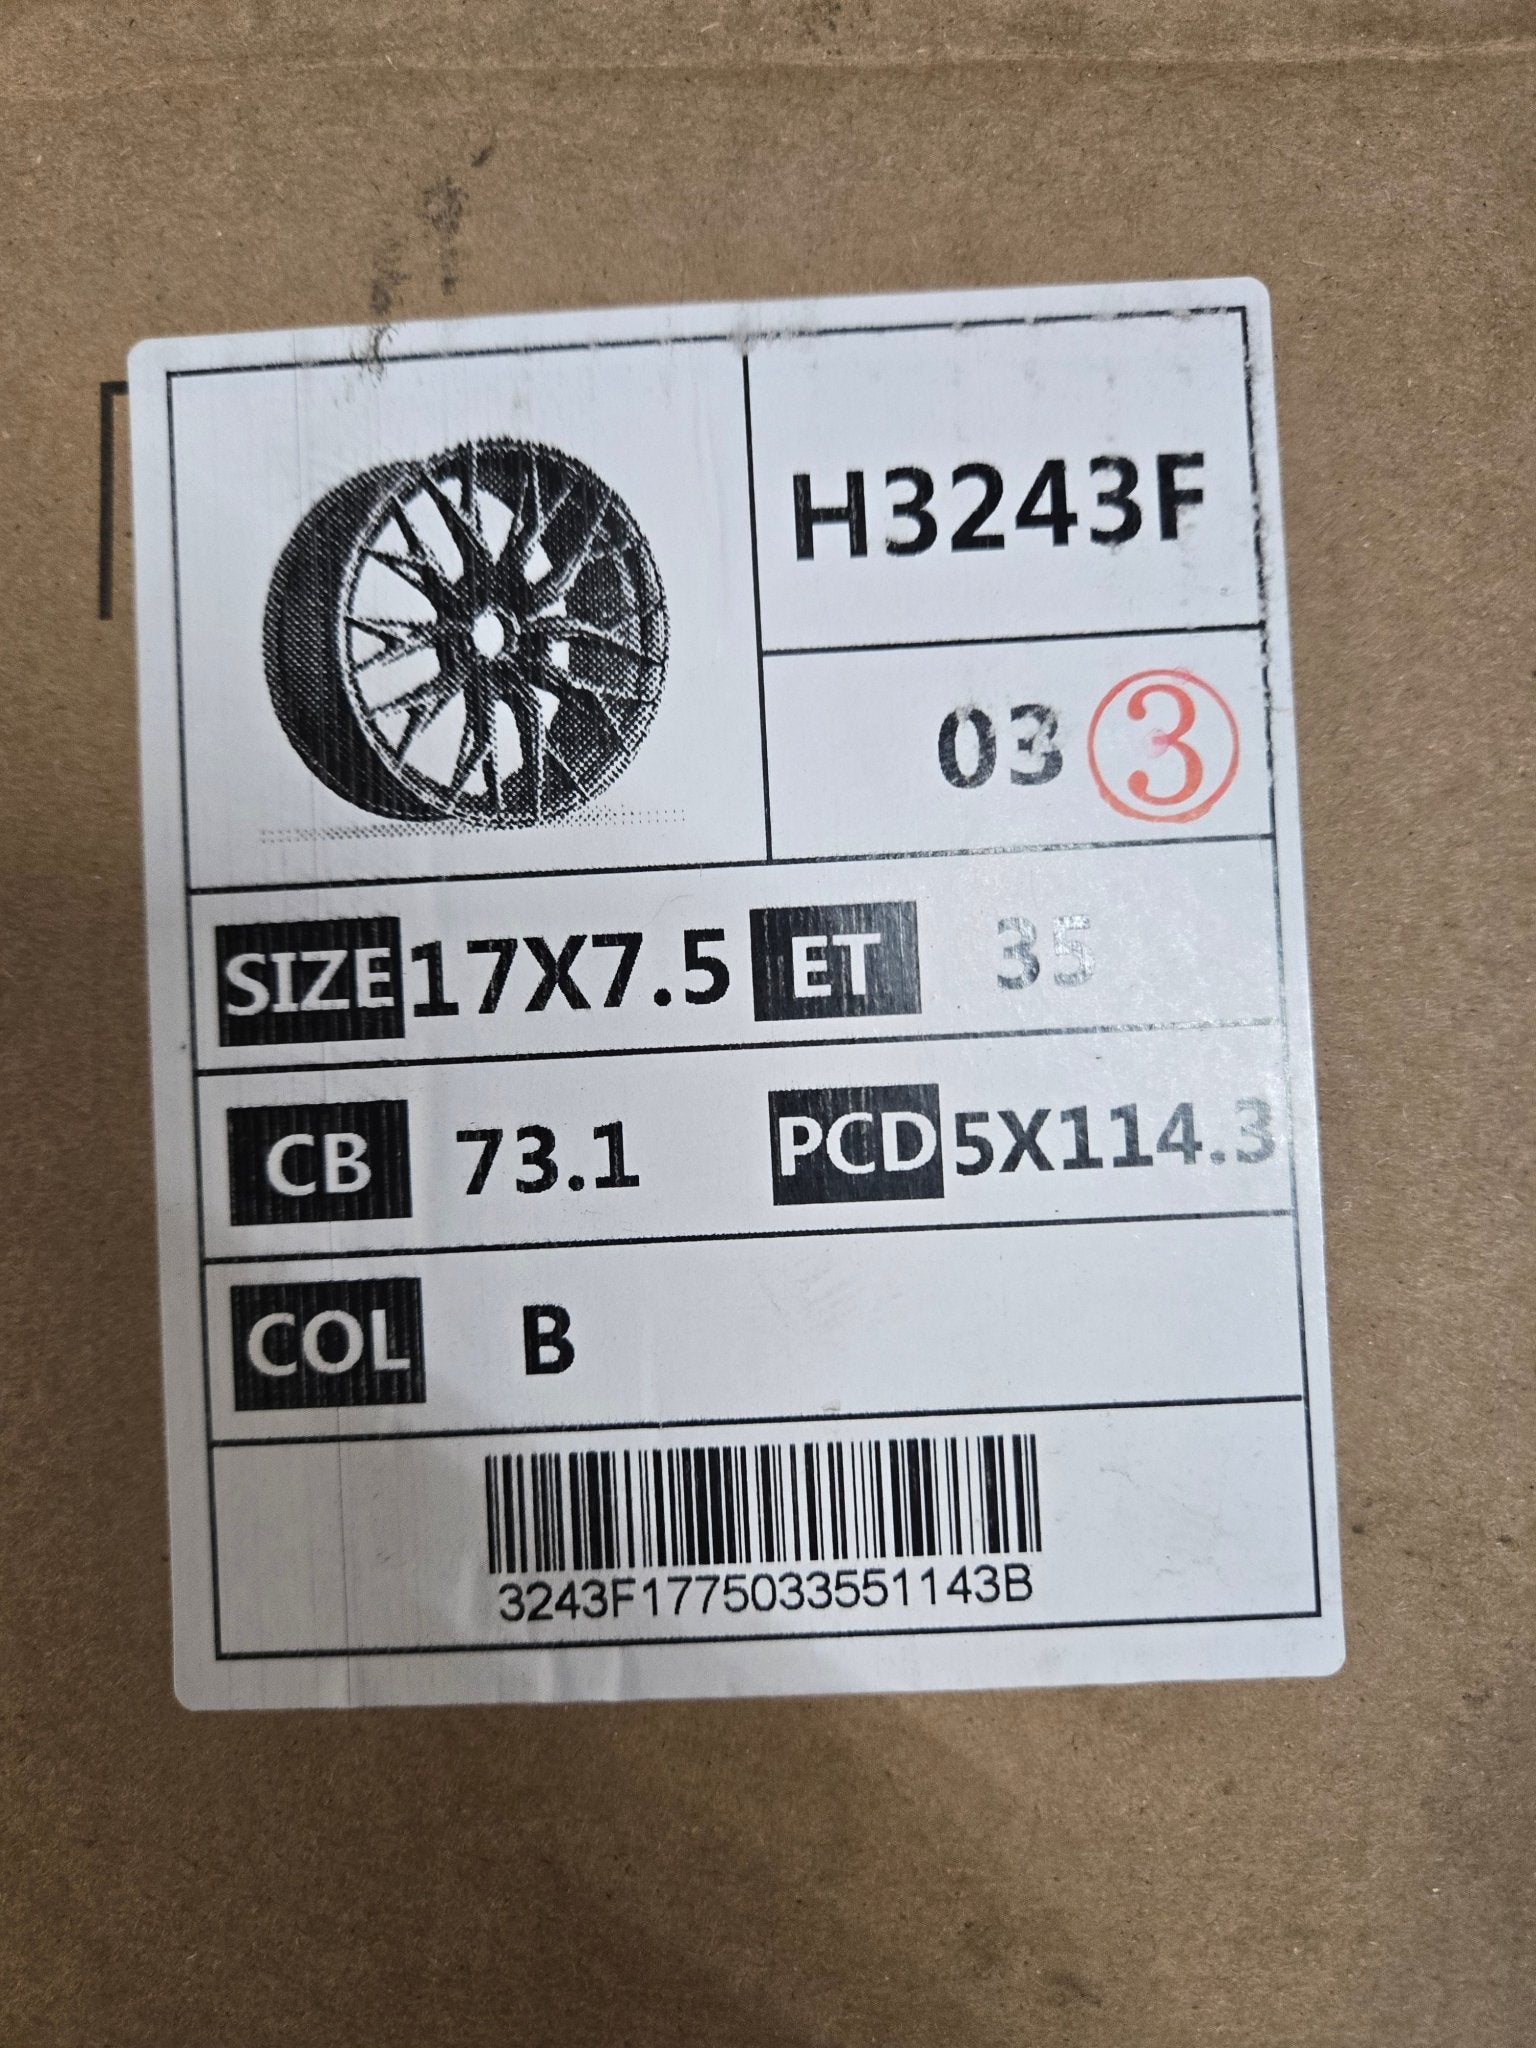 H3243F
03 ③
SIZE 17X7.5 ET 35
CB 73.1 PCD 5X114.3
COL B
3243F1775033551143B